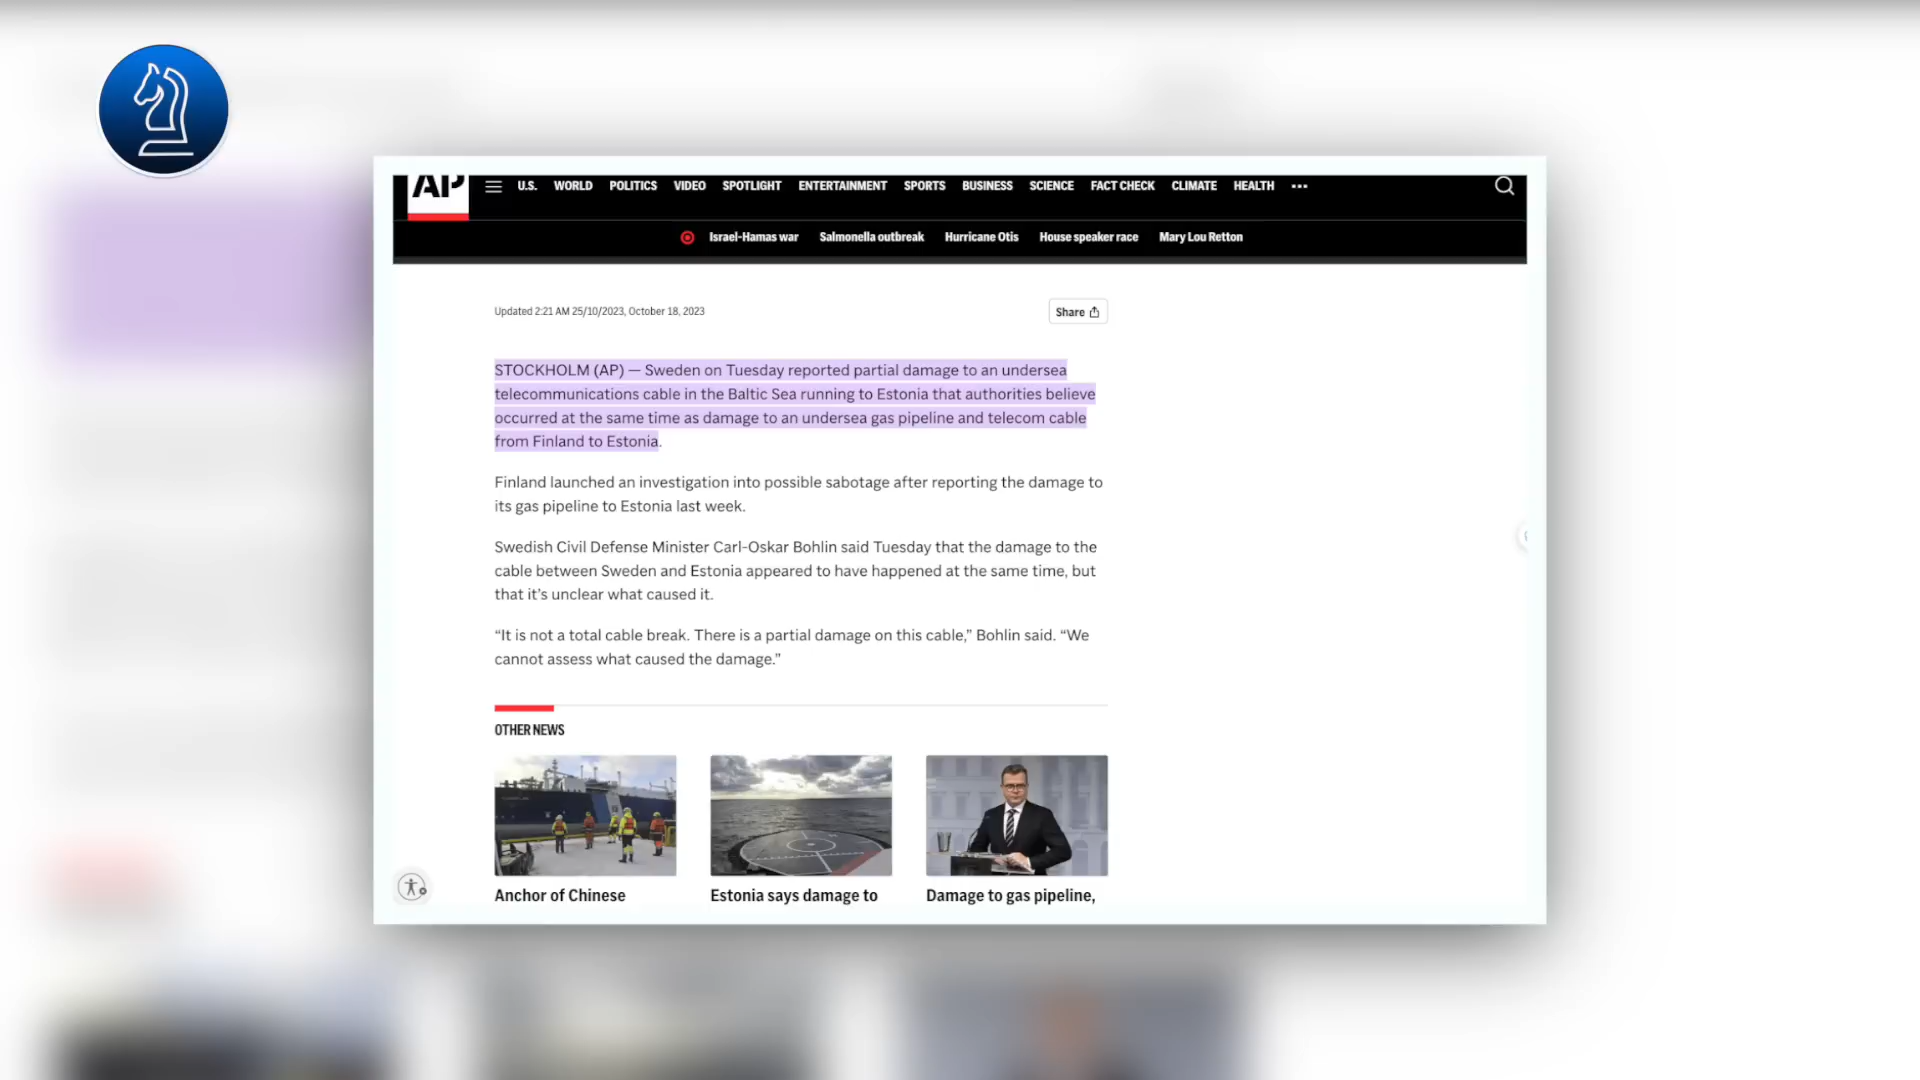 AP
U.S. WORLD POLITICS VIDEO SPOTLIGHT ENTERTAINMENT SPORTS BUSINESS SCIENCE FACT CHECK CLIMATE HEALTH •••
Israel-Hamas war Salmonella outbreak Hurricane Otis House speaker race Mary Lou Retton
Updated 2:21 AM 25/10/2023, October 18, 2023
Share
STOCKHOLM (AP) — Sweden on Tuesday reported partial damage to an undersea
telecommunications cable in the Baltic Sea running to Estonia that authorities believe
occurred at the same time as damage to an undersea gas pipeline and telecom cable
from Finland to Estonia.
Finland launched an investigation into possible sabotage after reporting the damage to
its gas pipeline to Estonia last week.
Swedish Civil Defense Minister Carl-Oskar Bohlin said Tuesday that the damage to the
cable between Sweden and Estonia appeared to have happened at the same time, but
that it’s unclear what caused it.
“It is not a total cable break. There is a partial damage on this cable,” Bohlin said. “We
cannot assess what caused the damage.”
OTHER NEWS
Anchor of Chinese
Estonia says damage to
Damage to gas pipeline,